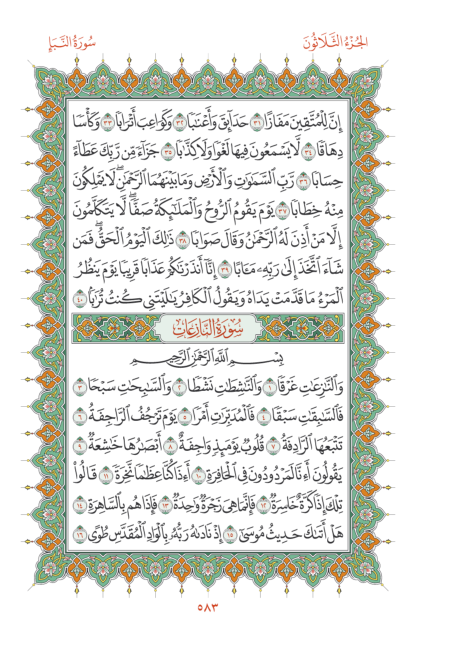 الجُزْءُ الثَّلَاثُونَ
سُورَةُ النَّبَإِ
إِنَّ لِلْمُتَّقِينَ مَفَازًا ٣١ حَدَآئِقَ وَأَعْنَٰبًا ٣٢ وَكَوَاعِبَ أَتْرَابًا ٣٣ وَكَأْسًا
دِهَاقًا ٣٤ لَّا يَسْمَعُونَ فِيهَا لَغْوًا وَلَا كِذَّٰبًا ٣٥ جَزَآءً مِّن رَّبِّكَ عَطَآءً
حِسَابًا ٣٦ رَّبِّ ٱلسَّمَٰوَٰتِ وَٱلْأَرْضِ وَمَا بَيْنَهُمَا ٱلرَّحْمَٰنِۖ لَا يَمْلِكُونَ
مِنْهُ خِطَابًا ٣٧ يَوْمَ يَقُومُ ٱلرُّوحُ وَٱلْمَلَٰٓئِكَةُ صَفًّاۖ لَّا يَتَكَلَّمُونَ
إِلَّا مَنْ أَذِنَ لَهُ ٱلرَّحْمَٰنُ وَقَالَ صَوَابًا ٣٨ ذَٰلِكَ ٱلْيَوْمُ ٱلْحَقُّۖ فَمَن
شَآءَ ٱتَّخَذَ إِلَىٰ رَبِّهِۦ مَـَٔابًا ٣٩ إِنَّآ أَنذَرْنَٰكُمْ عَذَابًا قَرِيبًا يَوْمَ يَنظُرُ
ٱلْمَرْءُ مَا قَدَّمَتْ يَدَاهُ وَيَقُولُ ٱلْكَافِرُ يَٰلَيْتَنِى كُنتُ تُرَٰبًۢا ٤٠
سُورَةُ النَّازِعَاتِ
بِسْمِ ٱللَّهِ ٱلرَّحْمَٰنِ ٱلرَّحِيمِ
وَٱلنَّٰزِعَٰتِ غَرْقًا ١ وَٱلنَّٰشِطَٰتِ نَشْطًا ٢ وَٱلسَّٰبِحَٰتِ سَبْحًا ٣
فَٱلسَّٰبِقَٰتِ سَبْقًا ٤ فَٱلْمُدَبِّرَٰتِ أَمْرًا ٥ يَوْمَ تَرْجُفُ ٱلرَّاجِفَةُ ٦
تَتْبَعُهَا ٱلرَّادِفَةُ ٧ قُلُوبٌ يَوْمَئِذٍ وَاجِفَةٌ ٨ أَبْصَٰرُهَا خَٰشِعَةٌ ٩
يَقُولُونَ أَءِنَّا لَمَرْدُودُونَ فِى ٱلْحَافِرَةِ ١٠ أَءِذَا كُنَّا عِظَٰمًا نَّخِرَةً ١١ قَالُوا۟
تِلْكَ إِذًا كَرَّةٌ خَاسِرَةٌ ١٢ فَإِنَّمَا هِىَ زَجْرَةٌ وَٰحِدَةٌ ١٣ فَإِذَا هُم بِٱلسَّاهِرَةِ ١٤
هَلْ أَتَىٰكَ حَدِيثُ مُوسَىٰٓ ١٥ إِذْ نَادَىٰهُ رَبُّهُۥ بِٱلْوَادِ ٱلْمُقَدَّسِ طُوًى ١٦
٥٨٣